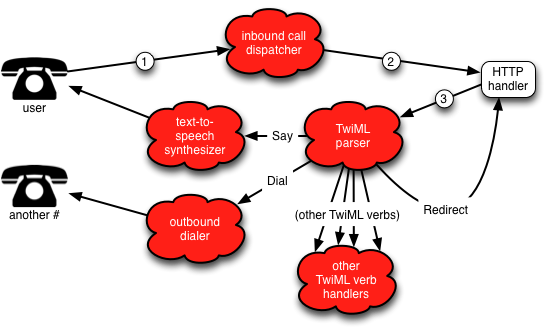 inbound call
dispatcher
1
2
HTTP
handler
user
3
text-to-
speech
synthesizer
Say
TwiML
parser
Dial
another #
outbound
dialer
(other TwiML verbs)
Redirect
other
TwiML verb
handlers